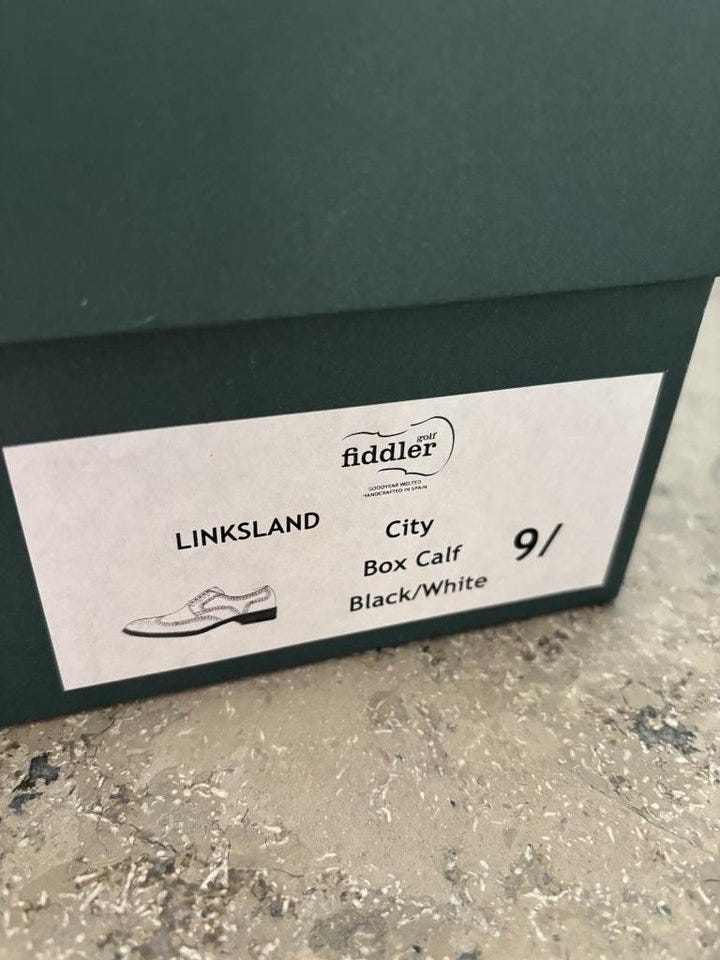 golf
fiddler
GOODYEAR WELTED
HANDCRAFTED IN SPAIN
LINKSLAND
City
Box Calf
Black/White
9/